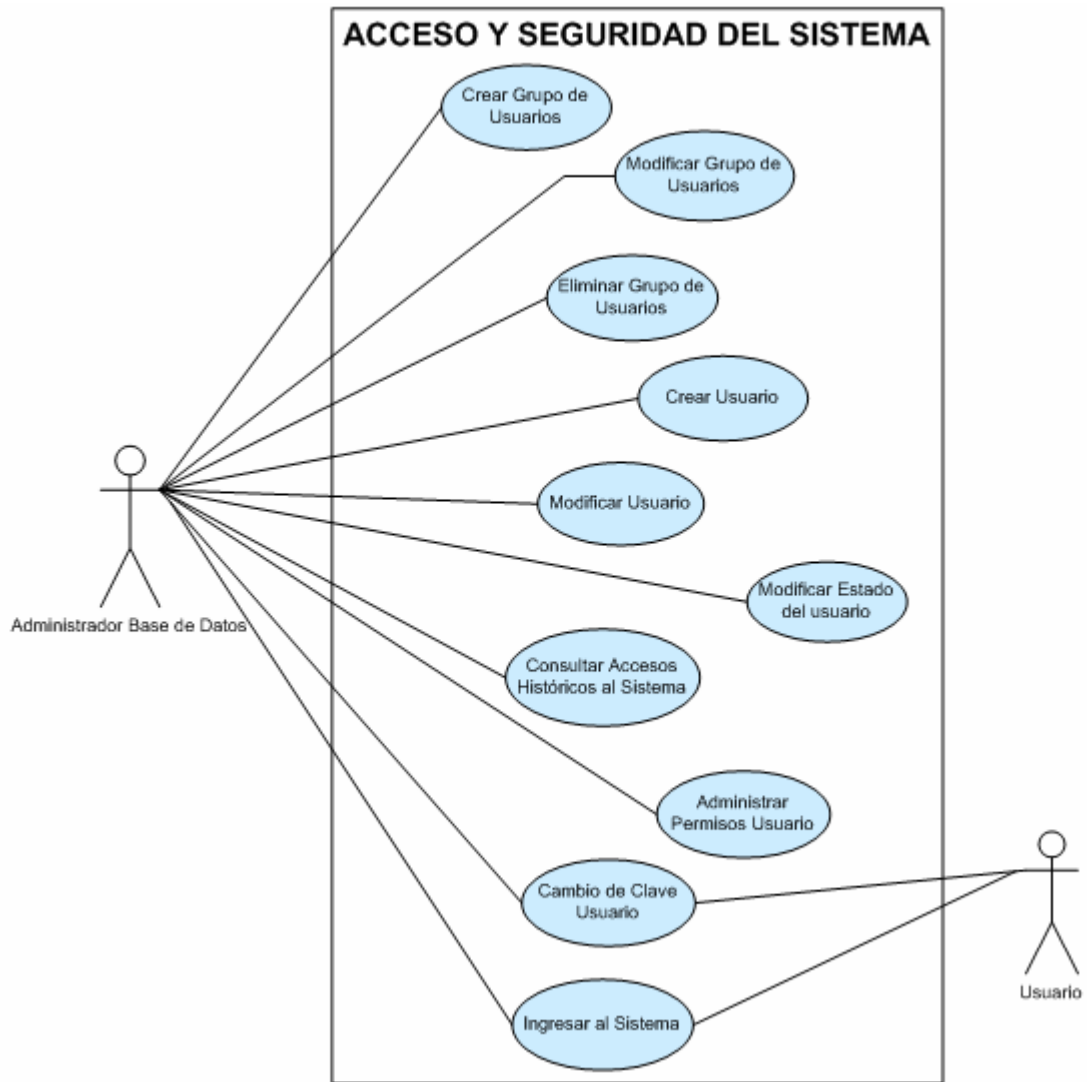 ACCESO Y SEGURIDAD DEL SISTEMA
Crear Grupo de
Usuarios
Modificar Grupo de
Usuarios
Eliminar Grupo de
Usuarios
Crear Usuario
Modificar Usuario
Modificar Estado
del usuario
Administrador Base de Datos
Consultar Accesos
Históricos al Sistema
Administrar
Permisos Usuario
Cambio de Clave
Usuario
Usuario
Ingresar al Sistema